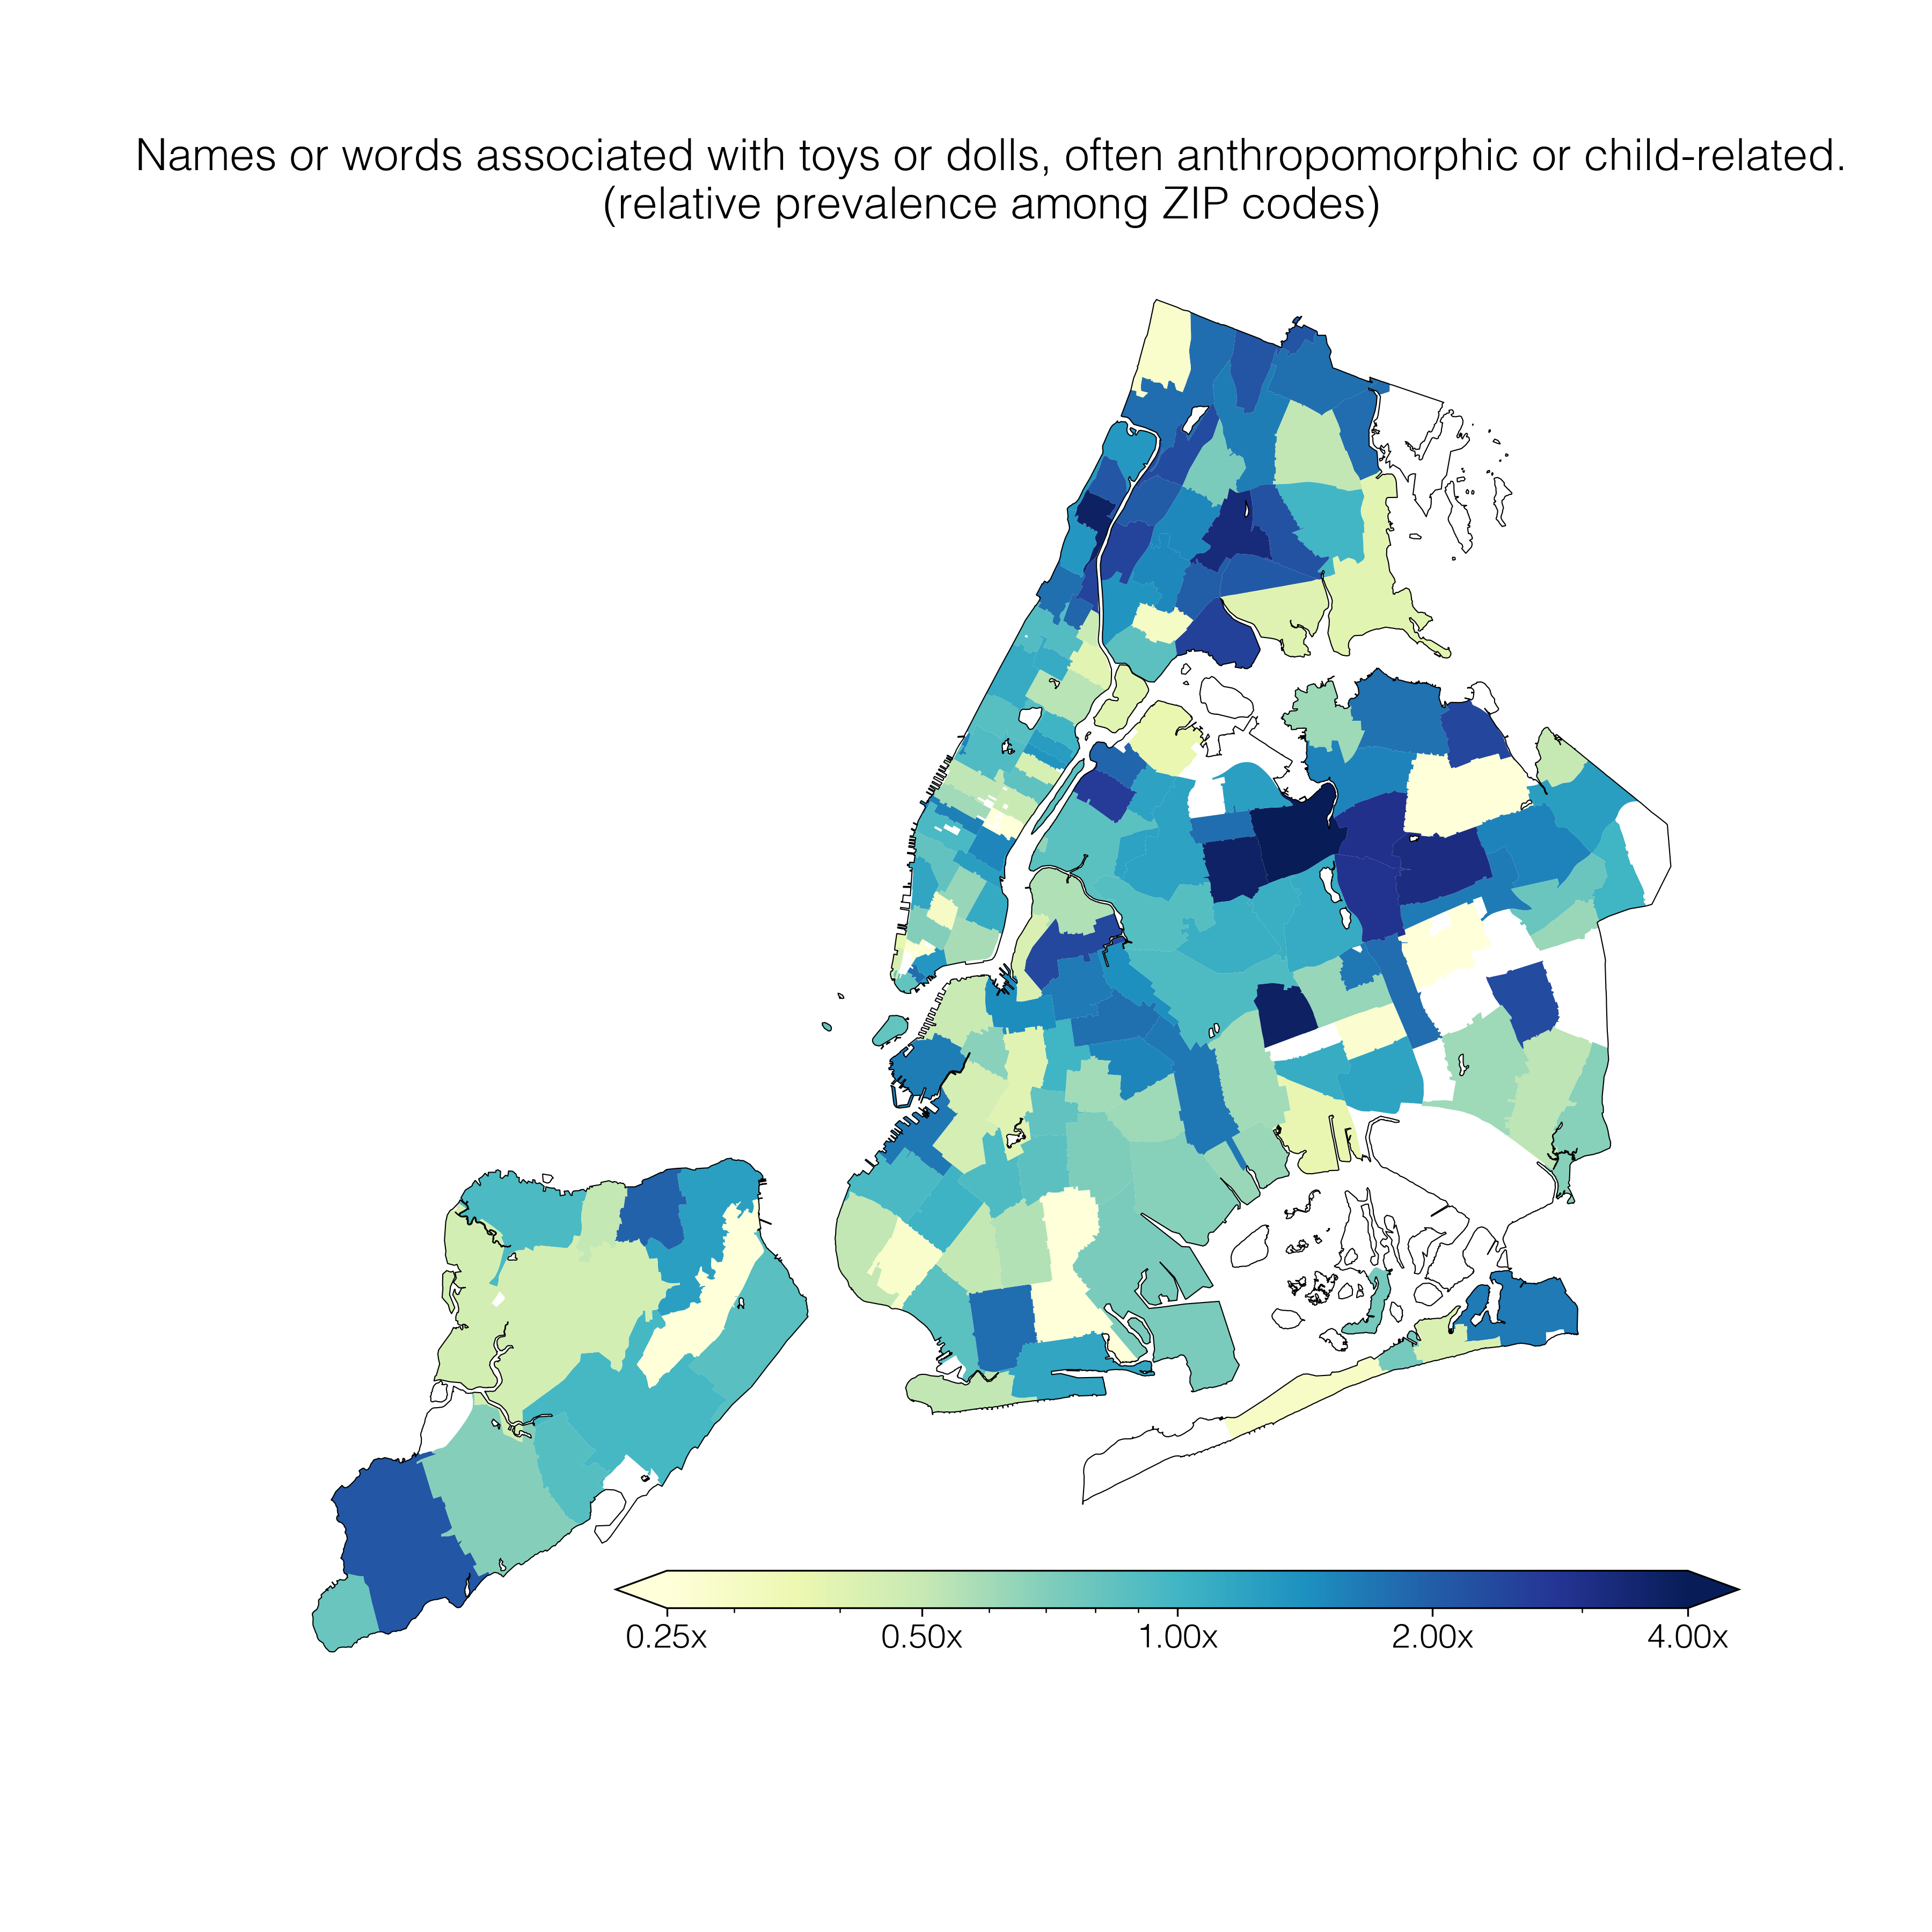 Names or words associated with toys or dolls, often anthropomorphic or child-related.
(relative prevalence among ZIP codes)
0.25x 0.50x 1.00x 2.00x 4.00x